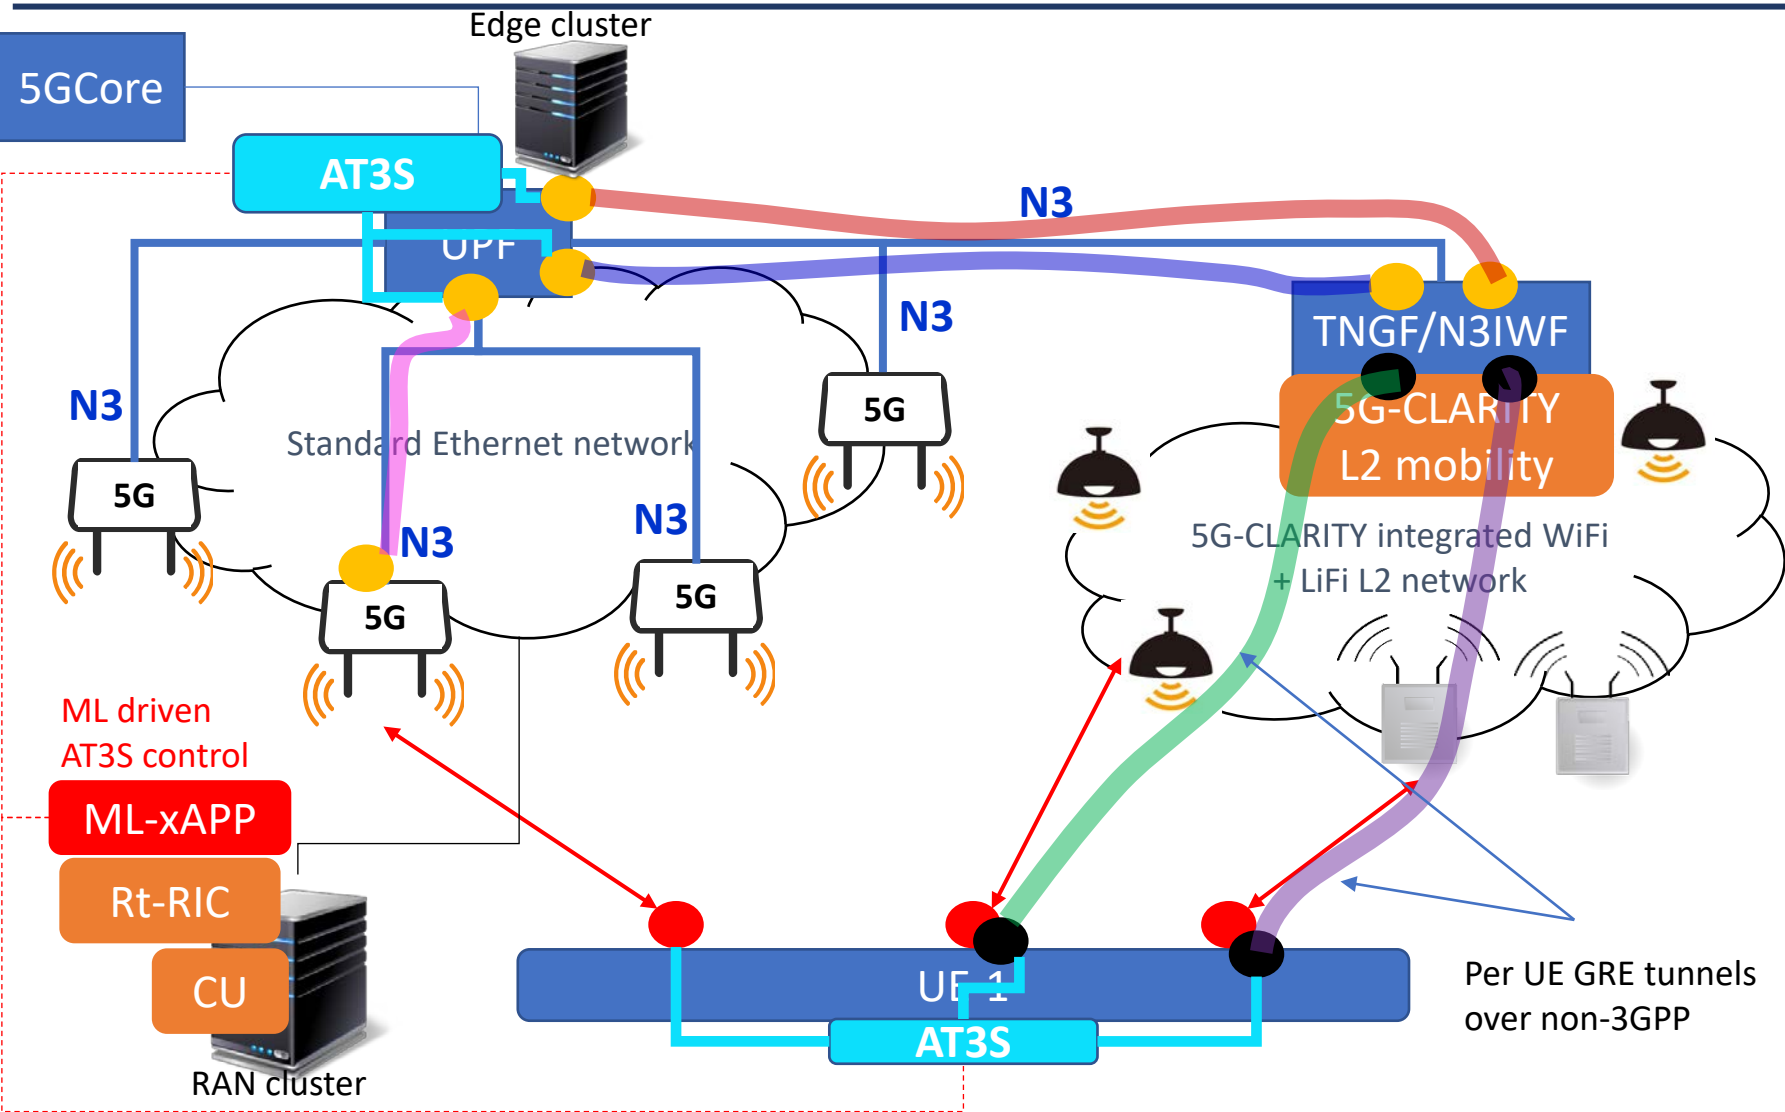 Edge cluster
5GCore
AT3S
UPF
N3
N3
N3
TNGF/N3IWF
5G
5G-CLARITY
L2 mobility
Standard Ethernet network
5G
N3
N3
5G-CLARITY integrated WiFi
+ LiFi L2 network
5G
5G
ML driven
AT3S control
ML-xAPP
Rt-RIC
CU
RAN cluster
UE 1
AT3S
Per UE GRE tunnels
over non-3GPP